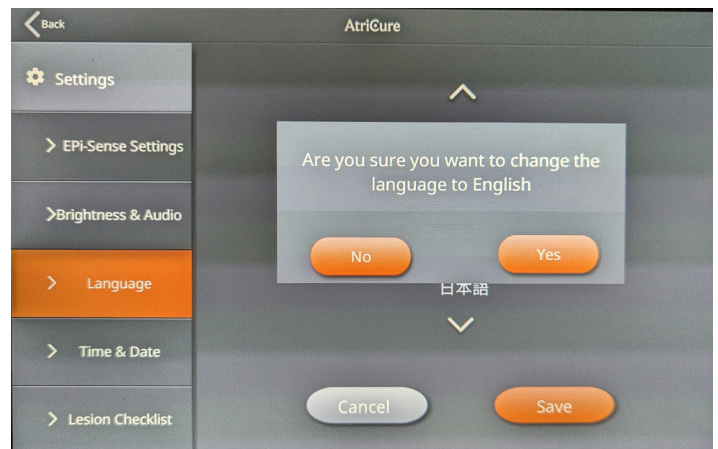 Back
AtriCure
Settings
EPi-Sense Settings
Brightness & Audio
Language
Time & Date
Lesion Checklist
Are you sure you want to change the
language to English
No
Yes
日本語
Cancel
Save